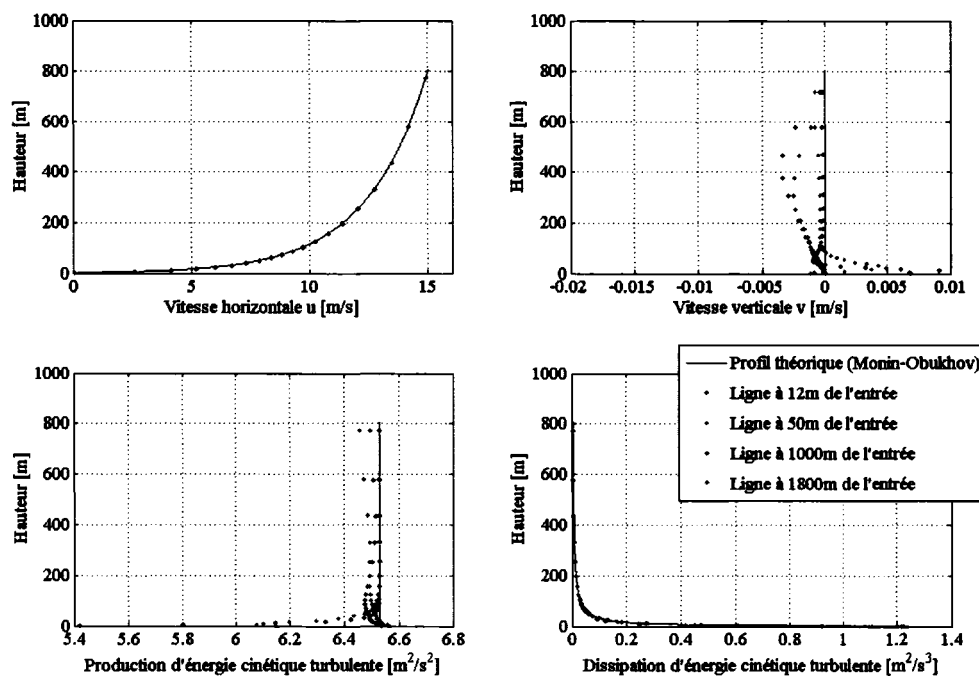 1000
800
600
400
200
0
Hauteur [m]
0 5 10 15
Vitesse horizontale u [m/s]
1000
800
600
400
200
0
Hauteur [m]
-0.02 -0.015 -0.01 -0.005 0 0.005 0.01
Vitesse verticale v [m/s]
1000
800
600
400
200
0
Hauteur [m]
5.4 5.6 5.8 6 6.2 6.4 6.6 6.8
Production d'énergie cinétique turbulente [m²/s²]
1000
800
600
400
200
0
Hauteur [m]
0 0.2 0.4 0.6 0.8 1 1.2 1.4
Dissipation d'énergie cinétique turbulente [m²/s³]
Profil théorique (Monin-Obukhov)
Ligne à 12m de l'entrée
Ligne à 50m de l'entrée
Ligne à 1000m de l'entrée
Ligne à 1800m de l'entrée